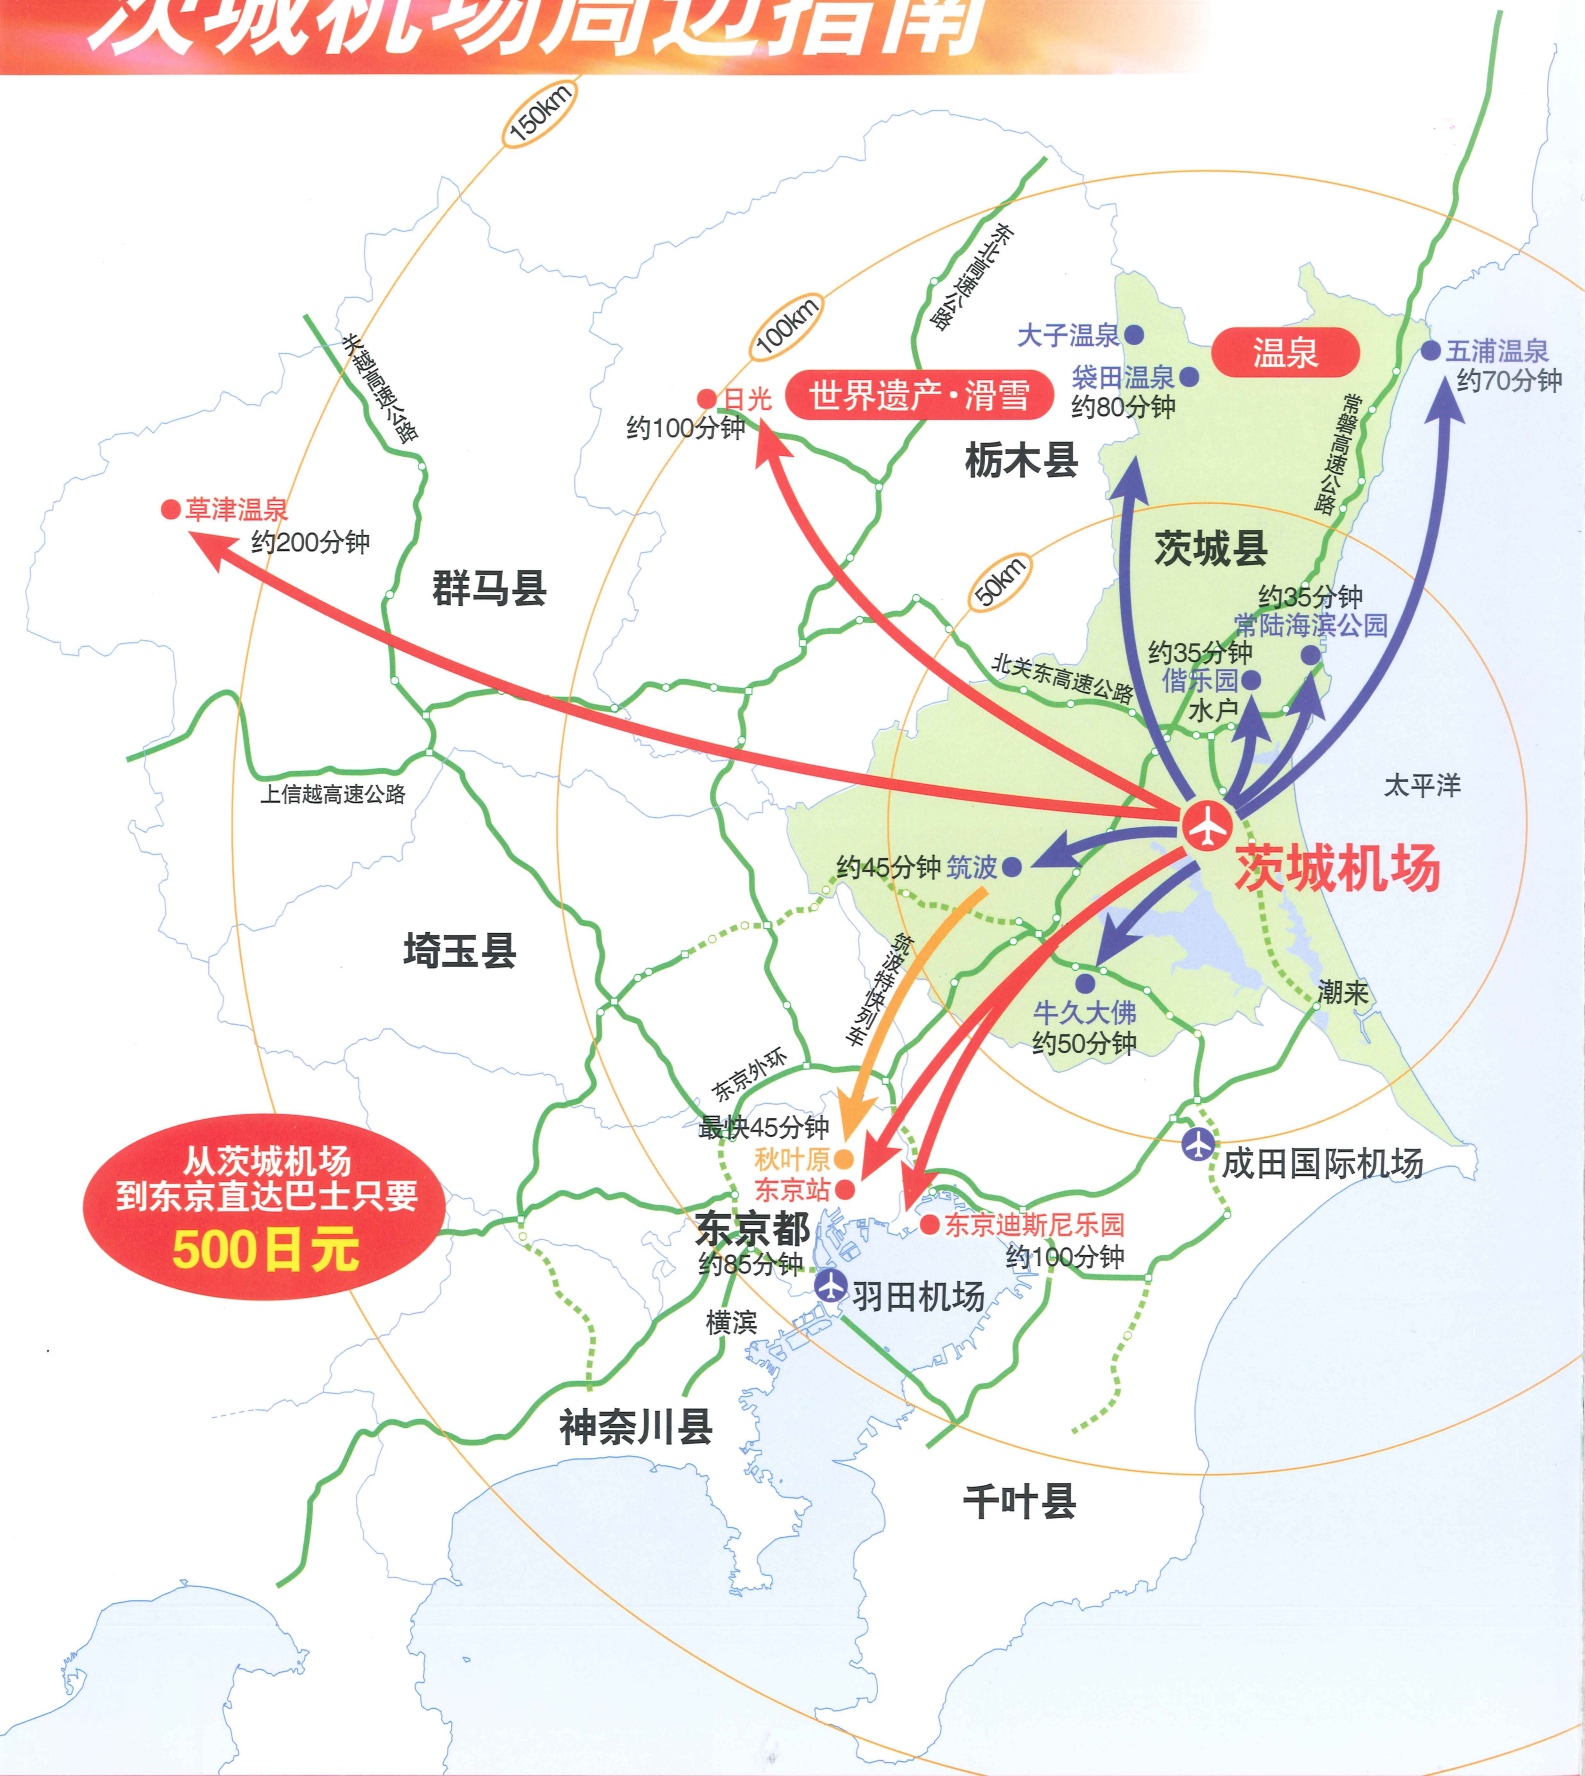 茨城机场周边指南
150km
100km
50km
东北高速公路
关越高速公路
常磐高速公路
大子温泉
温泉
五浦温泉
约70分钟
袋田温泉
约80分钟
日光
世界遗产·滑雪
约100分钟
栃木县
草津温泉
约200分钟
群马县
茨城县
约35分钟
常陆海滨公园
约35分钟
偕乐园
水户
北关东高速公路
上信越高速公路
太平洋
茨城机场
约45分钟 筑波
筑波特快列车
埼玉县
潮来
牛久大佛
约50分钟
东京外环
最快45分钟
秋叶原
东京站
东京都
约85分钟
成田国际机场
东京迪斯尼乐园
约100分钟
羽田机场
横滨
从茨城机场
到东京直达巴士只要
500日元
神奈川县
千叶县